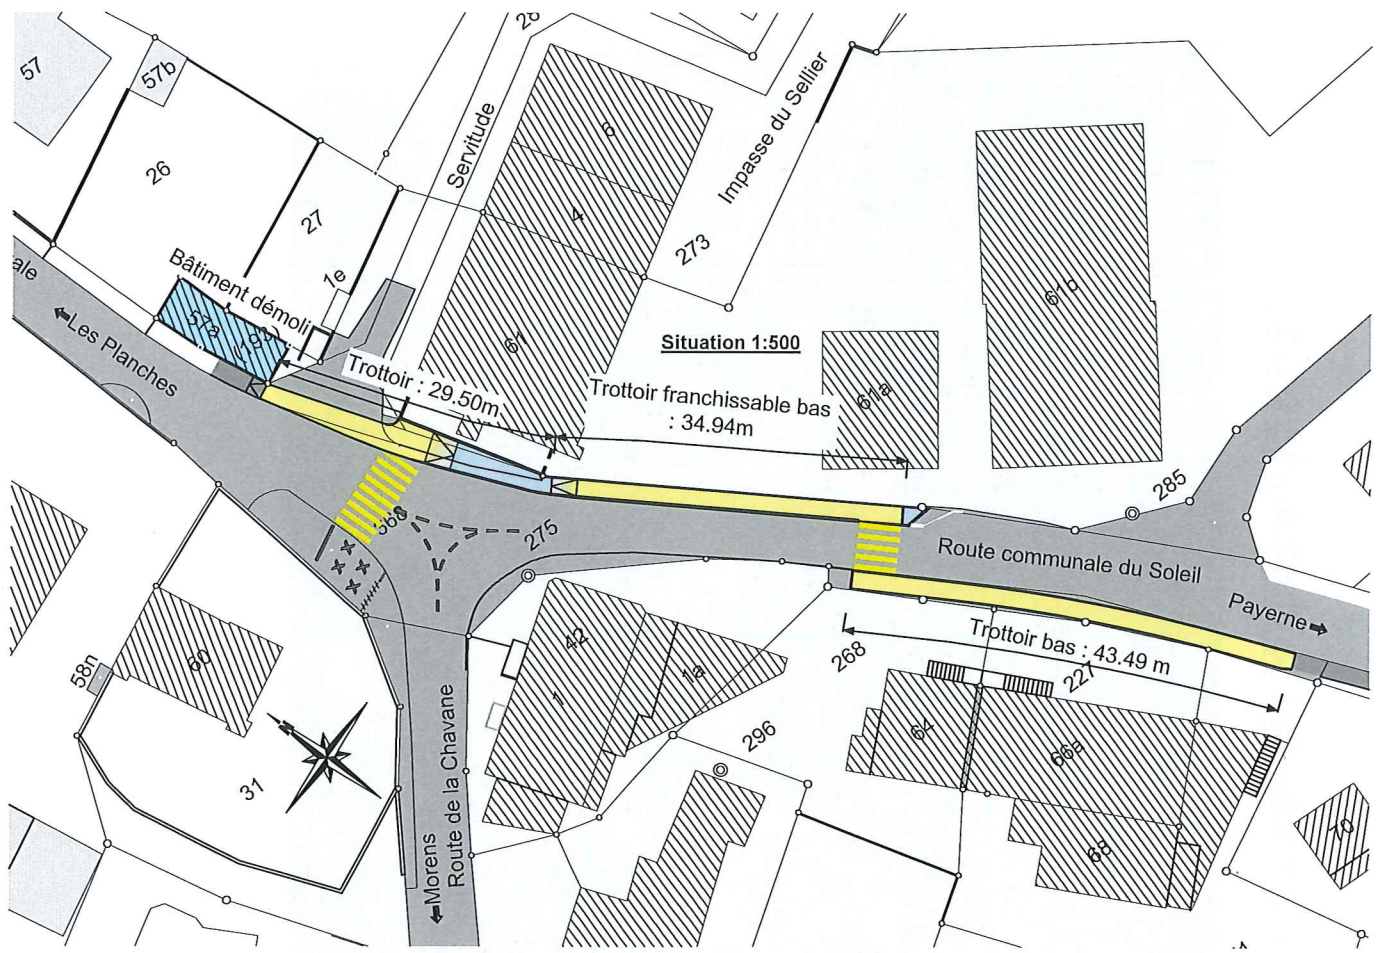 57
57b
26
27
28
Servitude
Impasse du Sellier
6
4
273
61
61b
61a
Bâtiment démoli
1e
57a
Les Planches
Situation 1:500
Trottoir : 29.50m
Trottoir franchissable bas
: 34.94m
275
285
Route communale du Soleil
Payerne
Trottoir bas : 43.49 m
268
227
42
1
1a
296
64
66a
68
70
60
58n
31
N
Morens
Route de la Chavane